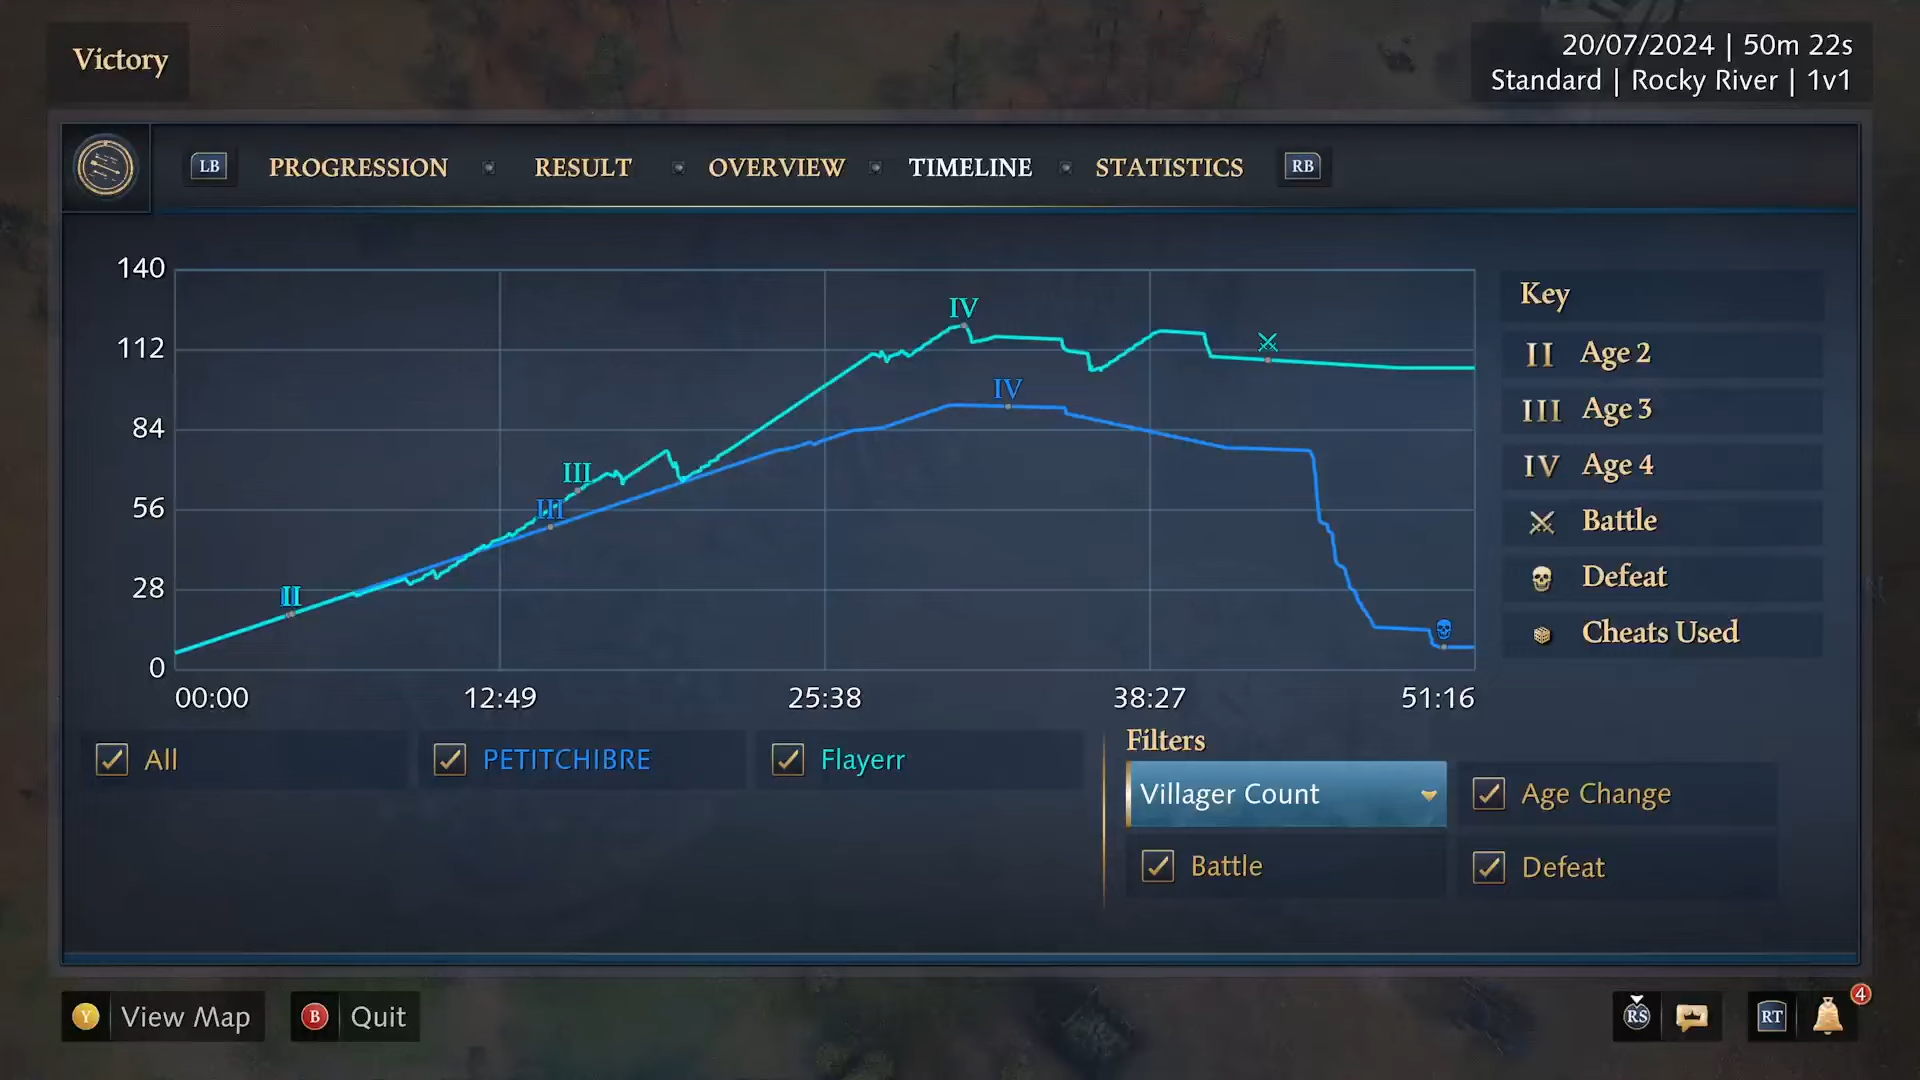 Victory
20/07/2024 | 50m 22s
Standard | Rocky River | 1v1
LB PROGRESSION RESULT OVERVIEW TIMELINE STATISTICS RB
140
112
84
56
28
0
II
III
III
IV
IV
00:00 12:49 25:38 38:27 51:16
Key
II Age 2
III Age 3
IV Age 4
Battle
Defeat
Cheats Used
All PETITCHIBRE Flayerr
Filters
Villager Count Age Change
Battle Defeat
Y View Map B Quit
RS RT 4